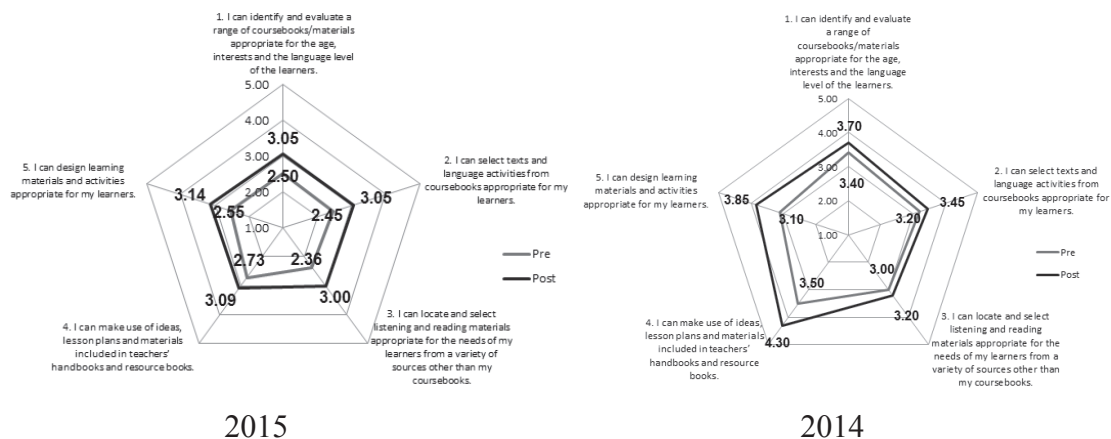 1. I can identify and evaluate a
range of coursebooks/materials
appropriate for the age,
interests and the language level
of the learners.
5.00
4.00
3.05
3.00
2.50
2.00
1.00
2. I can select texts and
language activities from
coursebooks appropriate for my
learners.
3.05
2.45
5. I can design learning
materials and activities
appropriate for my learners.
3.14
2.55
2.73
2.36
3.09
3.00
4. I can make use of ideas,
lesson plans and materials
included in teachers'
handbooks and resource books.
3. I can locate and select
listening and reading materials
appropriate for the needs of my
learners from a variety of
sources other than my
coursebooks.
Pre
Post
2015
1. I can identify and evaluate
a range of
coursebooks/materials
appropriate for the age,
interests and the language
level of the learners.
5.00
4.00
3.70
3.00
3.40
2.00
1.00
2. I can select texts and
language activities from
coursebooks appropriate for
my learners.
3.45
3.20
5. I can design learning
materials and activities
appropriate for my learners.
3.85
3.10
3.00
3.50
3.20
4.30
4. I can make use of ideas,
lesson plans and materials
included in teachers'
handbooks and resource
books.
3. I can locate and select
listening and reading
materials appropriate for the
needs of my learners from a
variety of sources other than
my coursebooks.
Pre
Post
2014